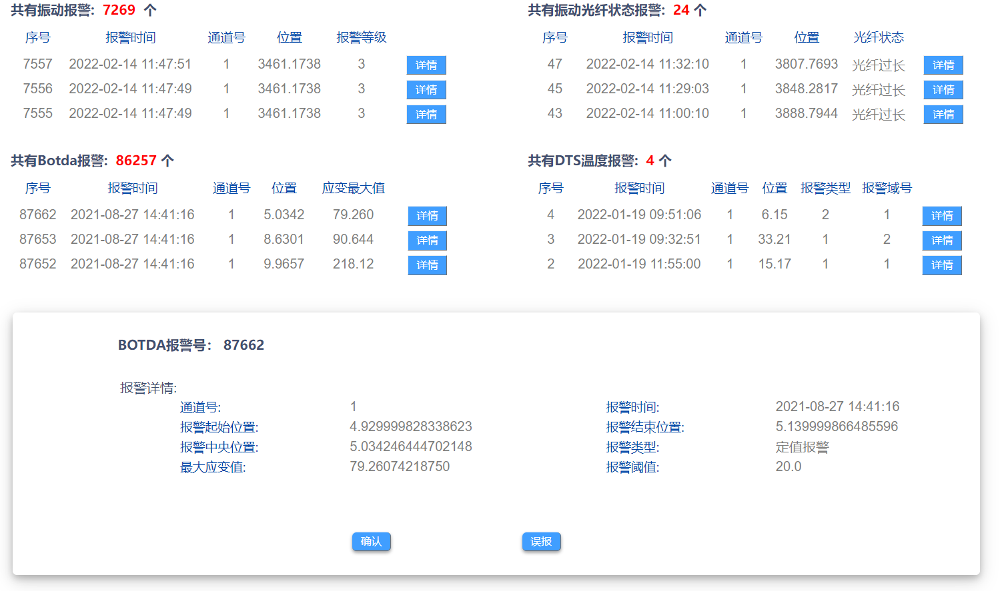 共有振动报警: 7269 个
序号 报警时间 通道号 位置 报警等级
7557 2022-02-14 11:47:51 1 3461.1738 3 详情
7556 2022-02-14 11:47:49 1 3461.1738 3 详情
7555 2022-02-14 11:47:49 1 3461.1738 3 详情
共有振动光纤状态报警: 24 个
序号 报警时间 通道号 位置 光纤状态
47 2022-02-14 11:32:10 1 3807.7693 光纤过长 详情
45 2022-02-14 11:29:03 1 3848.2817 光纤过长 详情
43 2022-02-14 11:00:10 1 3888.7944 光纤过长 详情
共有Botda报警: 86257 个
序号 报警时间 通道号 位置 应变最大值
87662 2021-08-27 14:41:16 1 5.0342 79.260 详情
87653 2021-08-27 14:41:16 1 8.6301 90.644 详情
87652 2021-08-27 14:41:16 1 9.9657 218.12 详情
共有DTS温度报警: 4 个
序号 报警时间 通道号 位置 报警类型 报警域号
4 2022-01-19 09:51:06 1 6.15 2 1 详情
3 2022-01-19 09:32:51 1 33.21 1 2 详情
2 2022-01-19 11:55:00 1 15.17 1 1 详情
BOTDA报警号： 87662
报警详情:
通道号: 1 报警时间: 2021-08-27 14:41:16
报警起始位置: 4.929999828338623 报警结束位置: 5.139999866485596
报警中央位置: 5.034246444702148 报警类型: 定值报警
最大应变值: 79.26074218750 报警阈值: 20.0
确认 误报